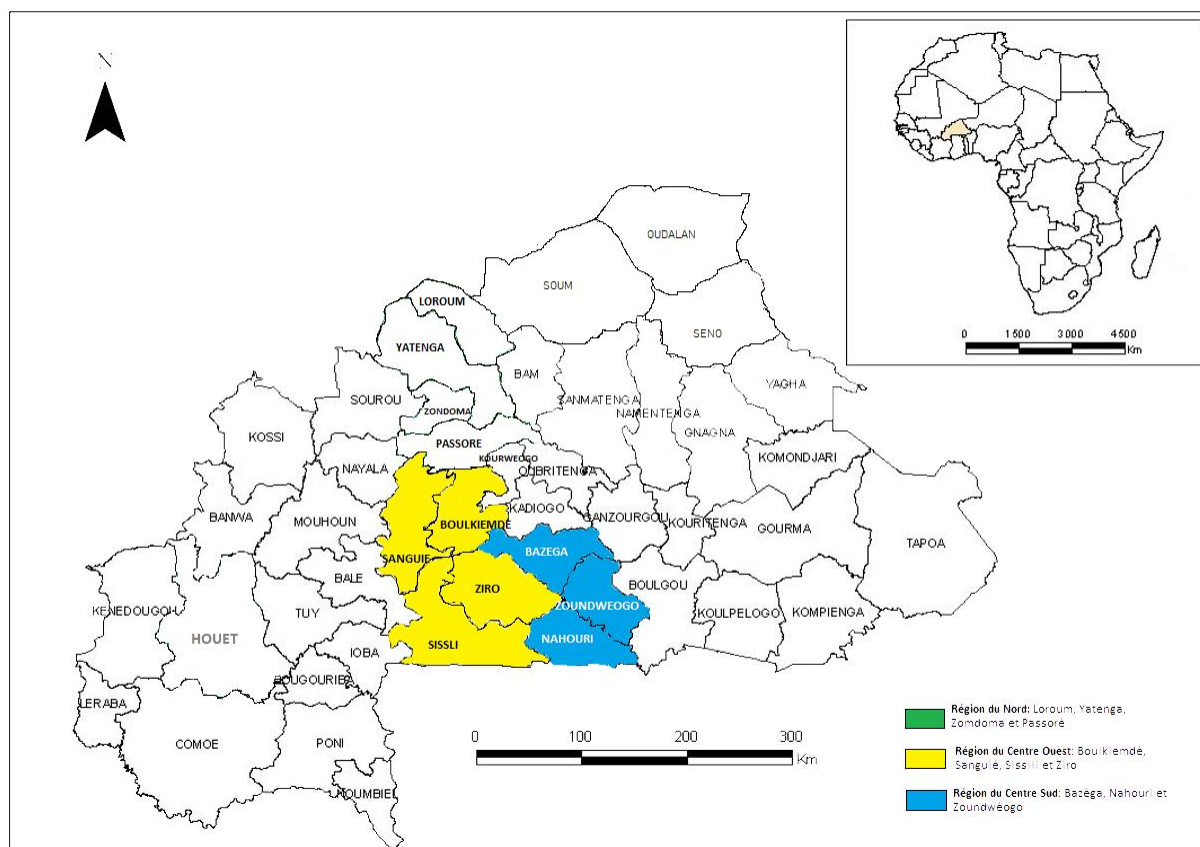 N
0 1 500 3 000 4 500
Km
OUDALAN
SOUM
LOROUM
SENO
YATENGA
BAM
YAGHA
SOUROU
SANMATENGA
ZONDOMA
NAMENTENGA
KOSSI
GNAGNA
PASSORE
KOMONDJARI
KOURWEOGO
NAYALA
OUBRITENGA
KADIOGO
BANWA
MOUHOUN
GANZOURGOU
KOURITENGA
BOULKIEMDE
GOURMA
TAPOA
BAZEGA
SANGUIE
BALE
BOULGOU
ZIRO
KENEDOUGOU
TUY
ZOUNDWEOGO
KOULPELOGO
KOMPIENGA
HOUET
NAHOURI
SISSLI
IOBA
BOUGOURIBA
LERABA
COMOE
PONI
NOUMBIEL
0 100 200 300
Km
Région du Nord: Loroum, Yatenga,
Zomdoma et Passoré
Région du Centre Ouest: Boulkiemdé,
Sanguié, Sissili et Ziro
Région du Centre Sud: Bazèga, Nahouri et
Zoundwéogo